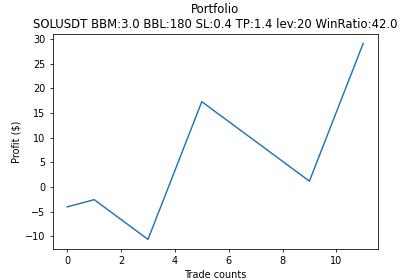 Portfolio
SOLUSDT BBM:3.0 BBL:180 SL:0.4 TP:1.4 lev:20 WinRatio:42.0
30
25
20
15
10
5
0
−5
−10
Profit ($)
0 2 4 6 8 10
Trade counts